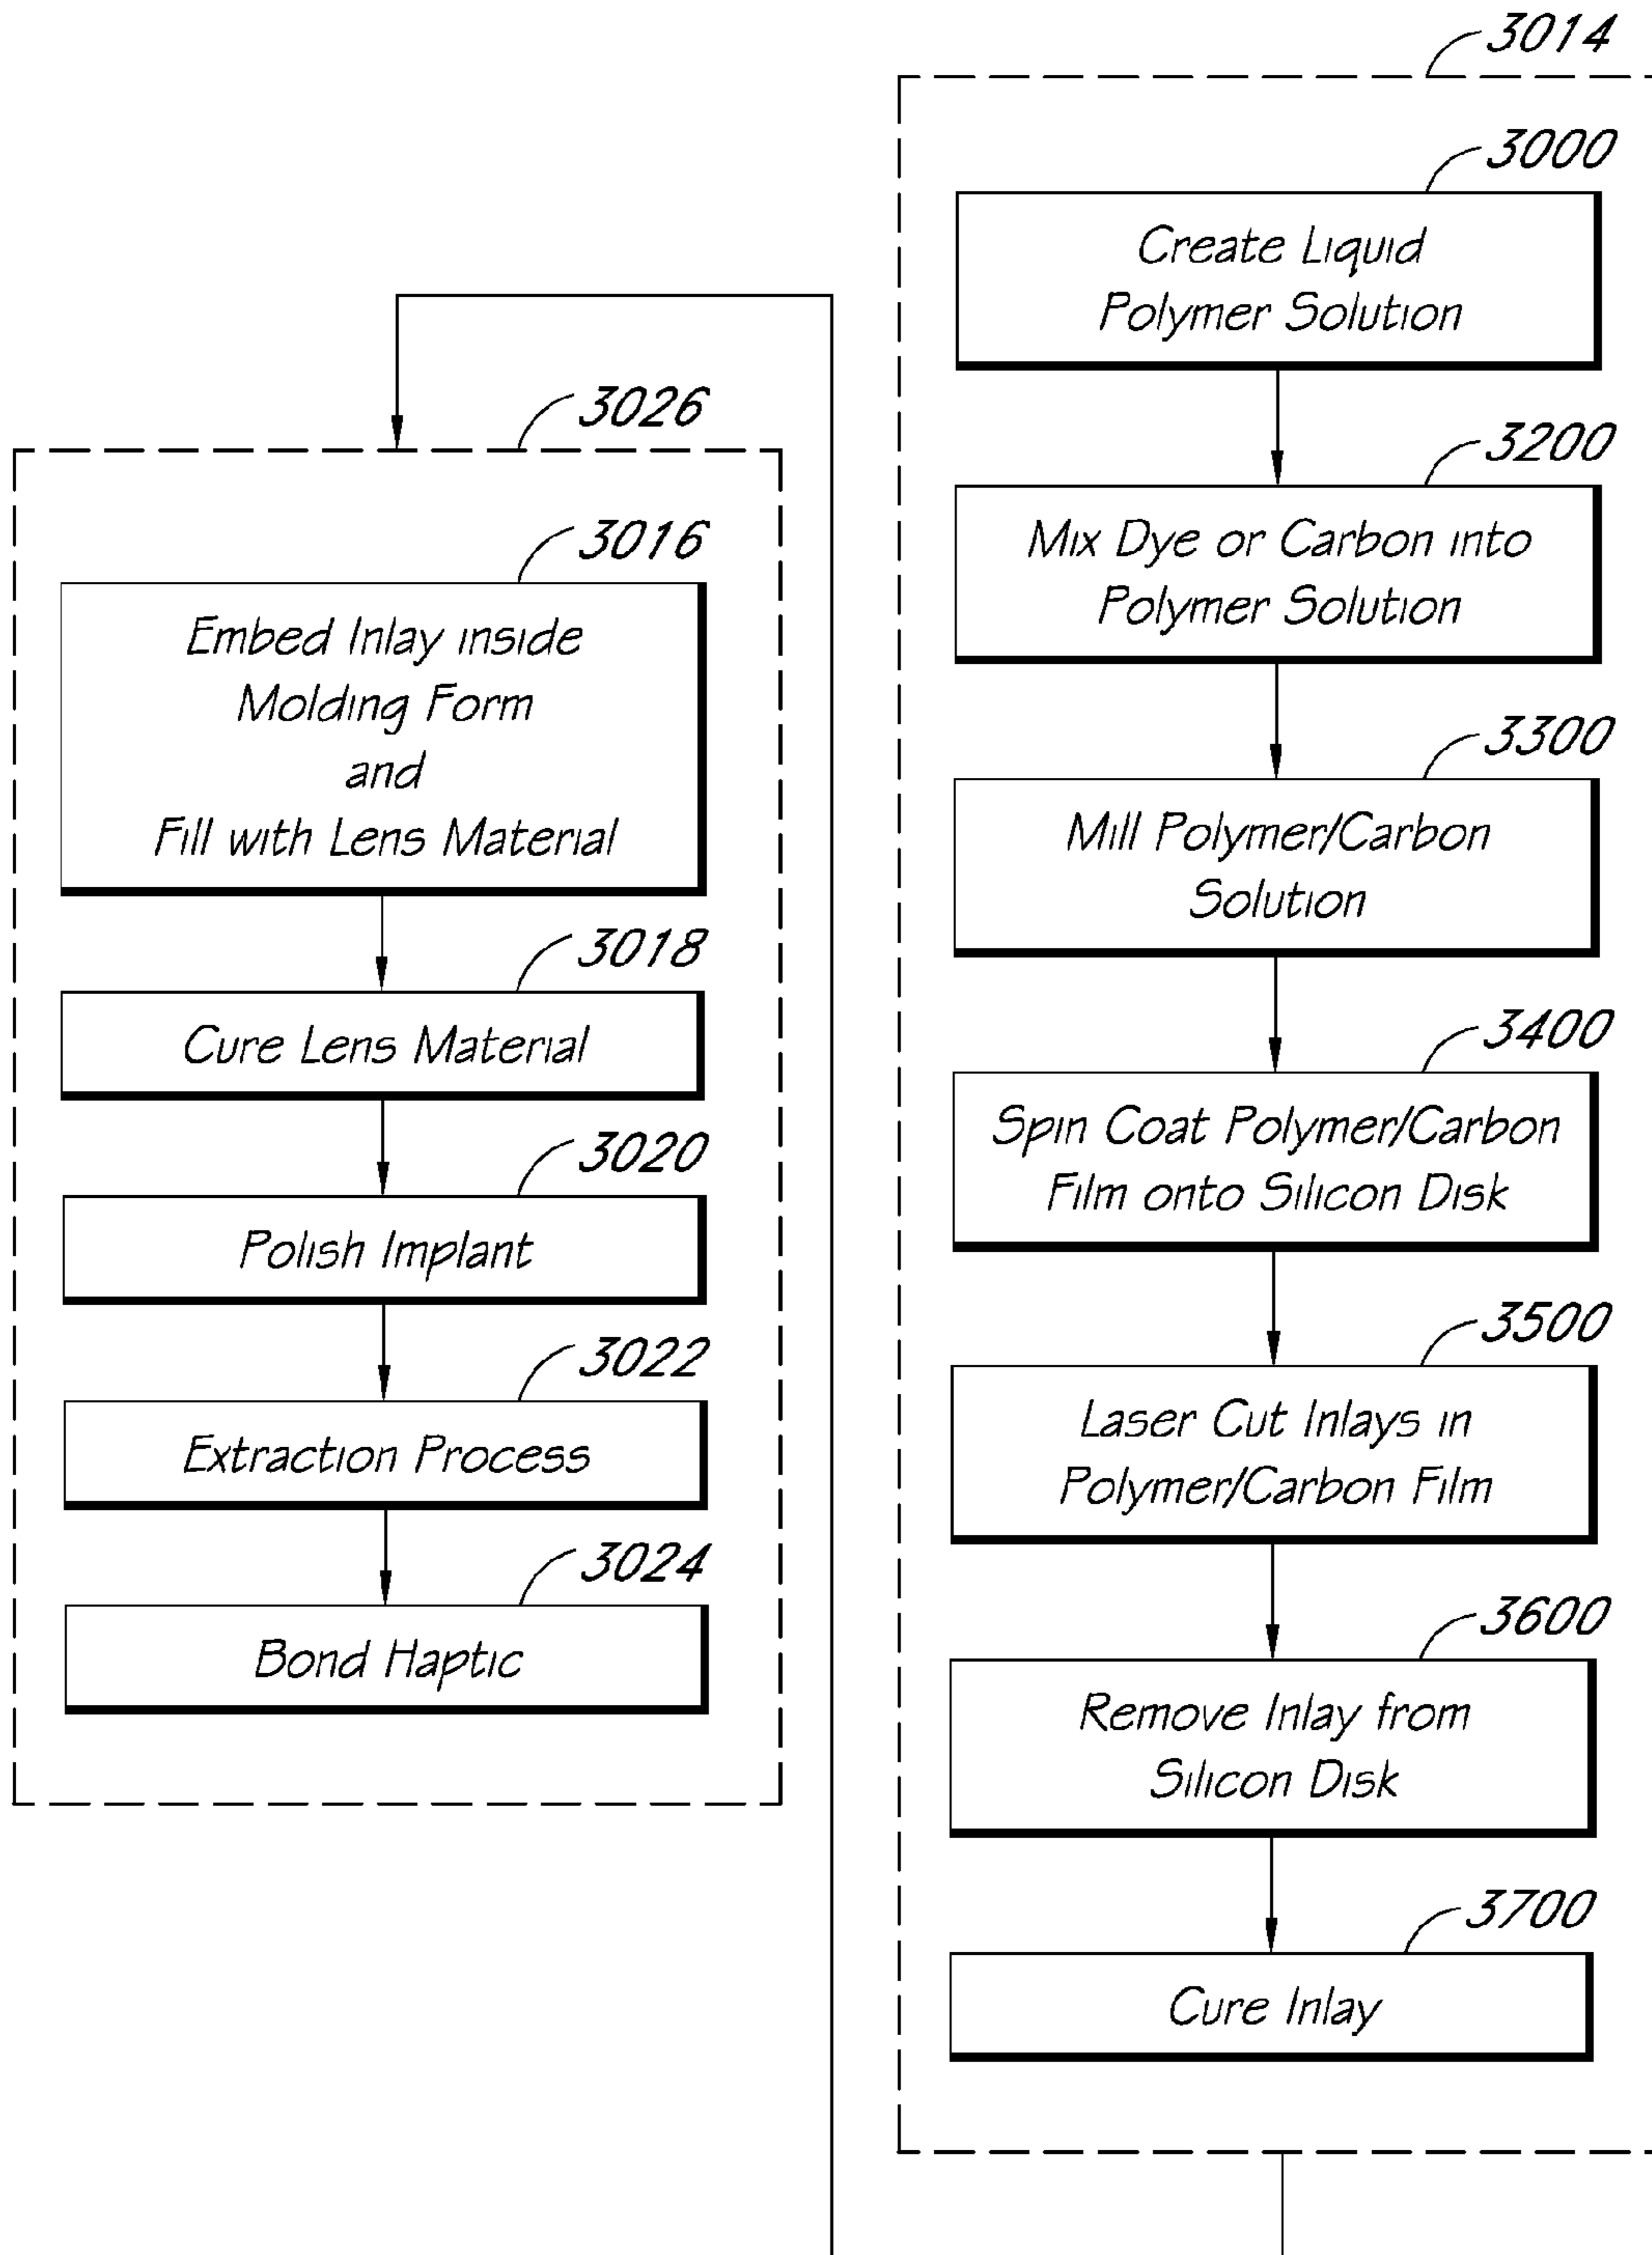 3014
3000
Create Liquid
Polymer Solution
3200
Mix Dye or Carbon into
Polymer Solution
3300
Mill Polymer/Carbon
Solution
3400
Spin Coat Polymer/Carbon
Film onto Silicon Disk
3500
Laser Cut Inlays in
Polymer/Carbon Film
3600
Remove Inlay from
Silicon Disk
3700
Cure Inlay
3026
3016
Embed Inlay inside
Molding Form
and
Fill with Lens Material
3018
Cure Lens Material
3020
Polish Implant
3022
Extraction Process
3024
Bond Haptic